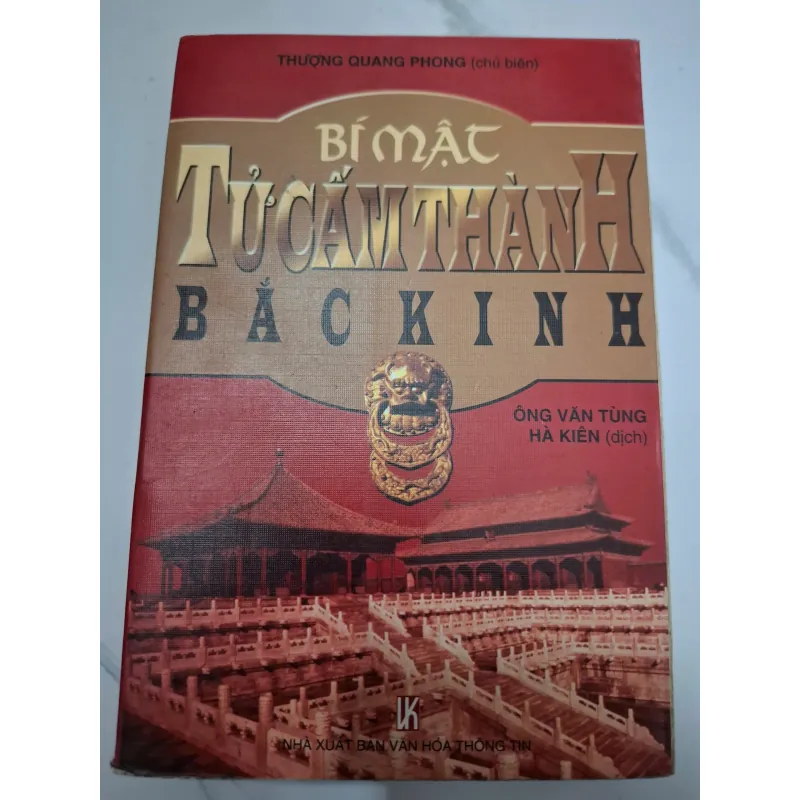 THƯỢNG QUANG PHONG (chủ biên)
BÍ MẬT
TỬ CẤM THÀNH
BẮC KINH
ÔNG VĂN TÙNG
HÀ KIÊN (dịch)
VK
NHÀ XUẤT BẢN VĂN HÓA THÔNG TIN